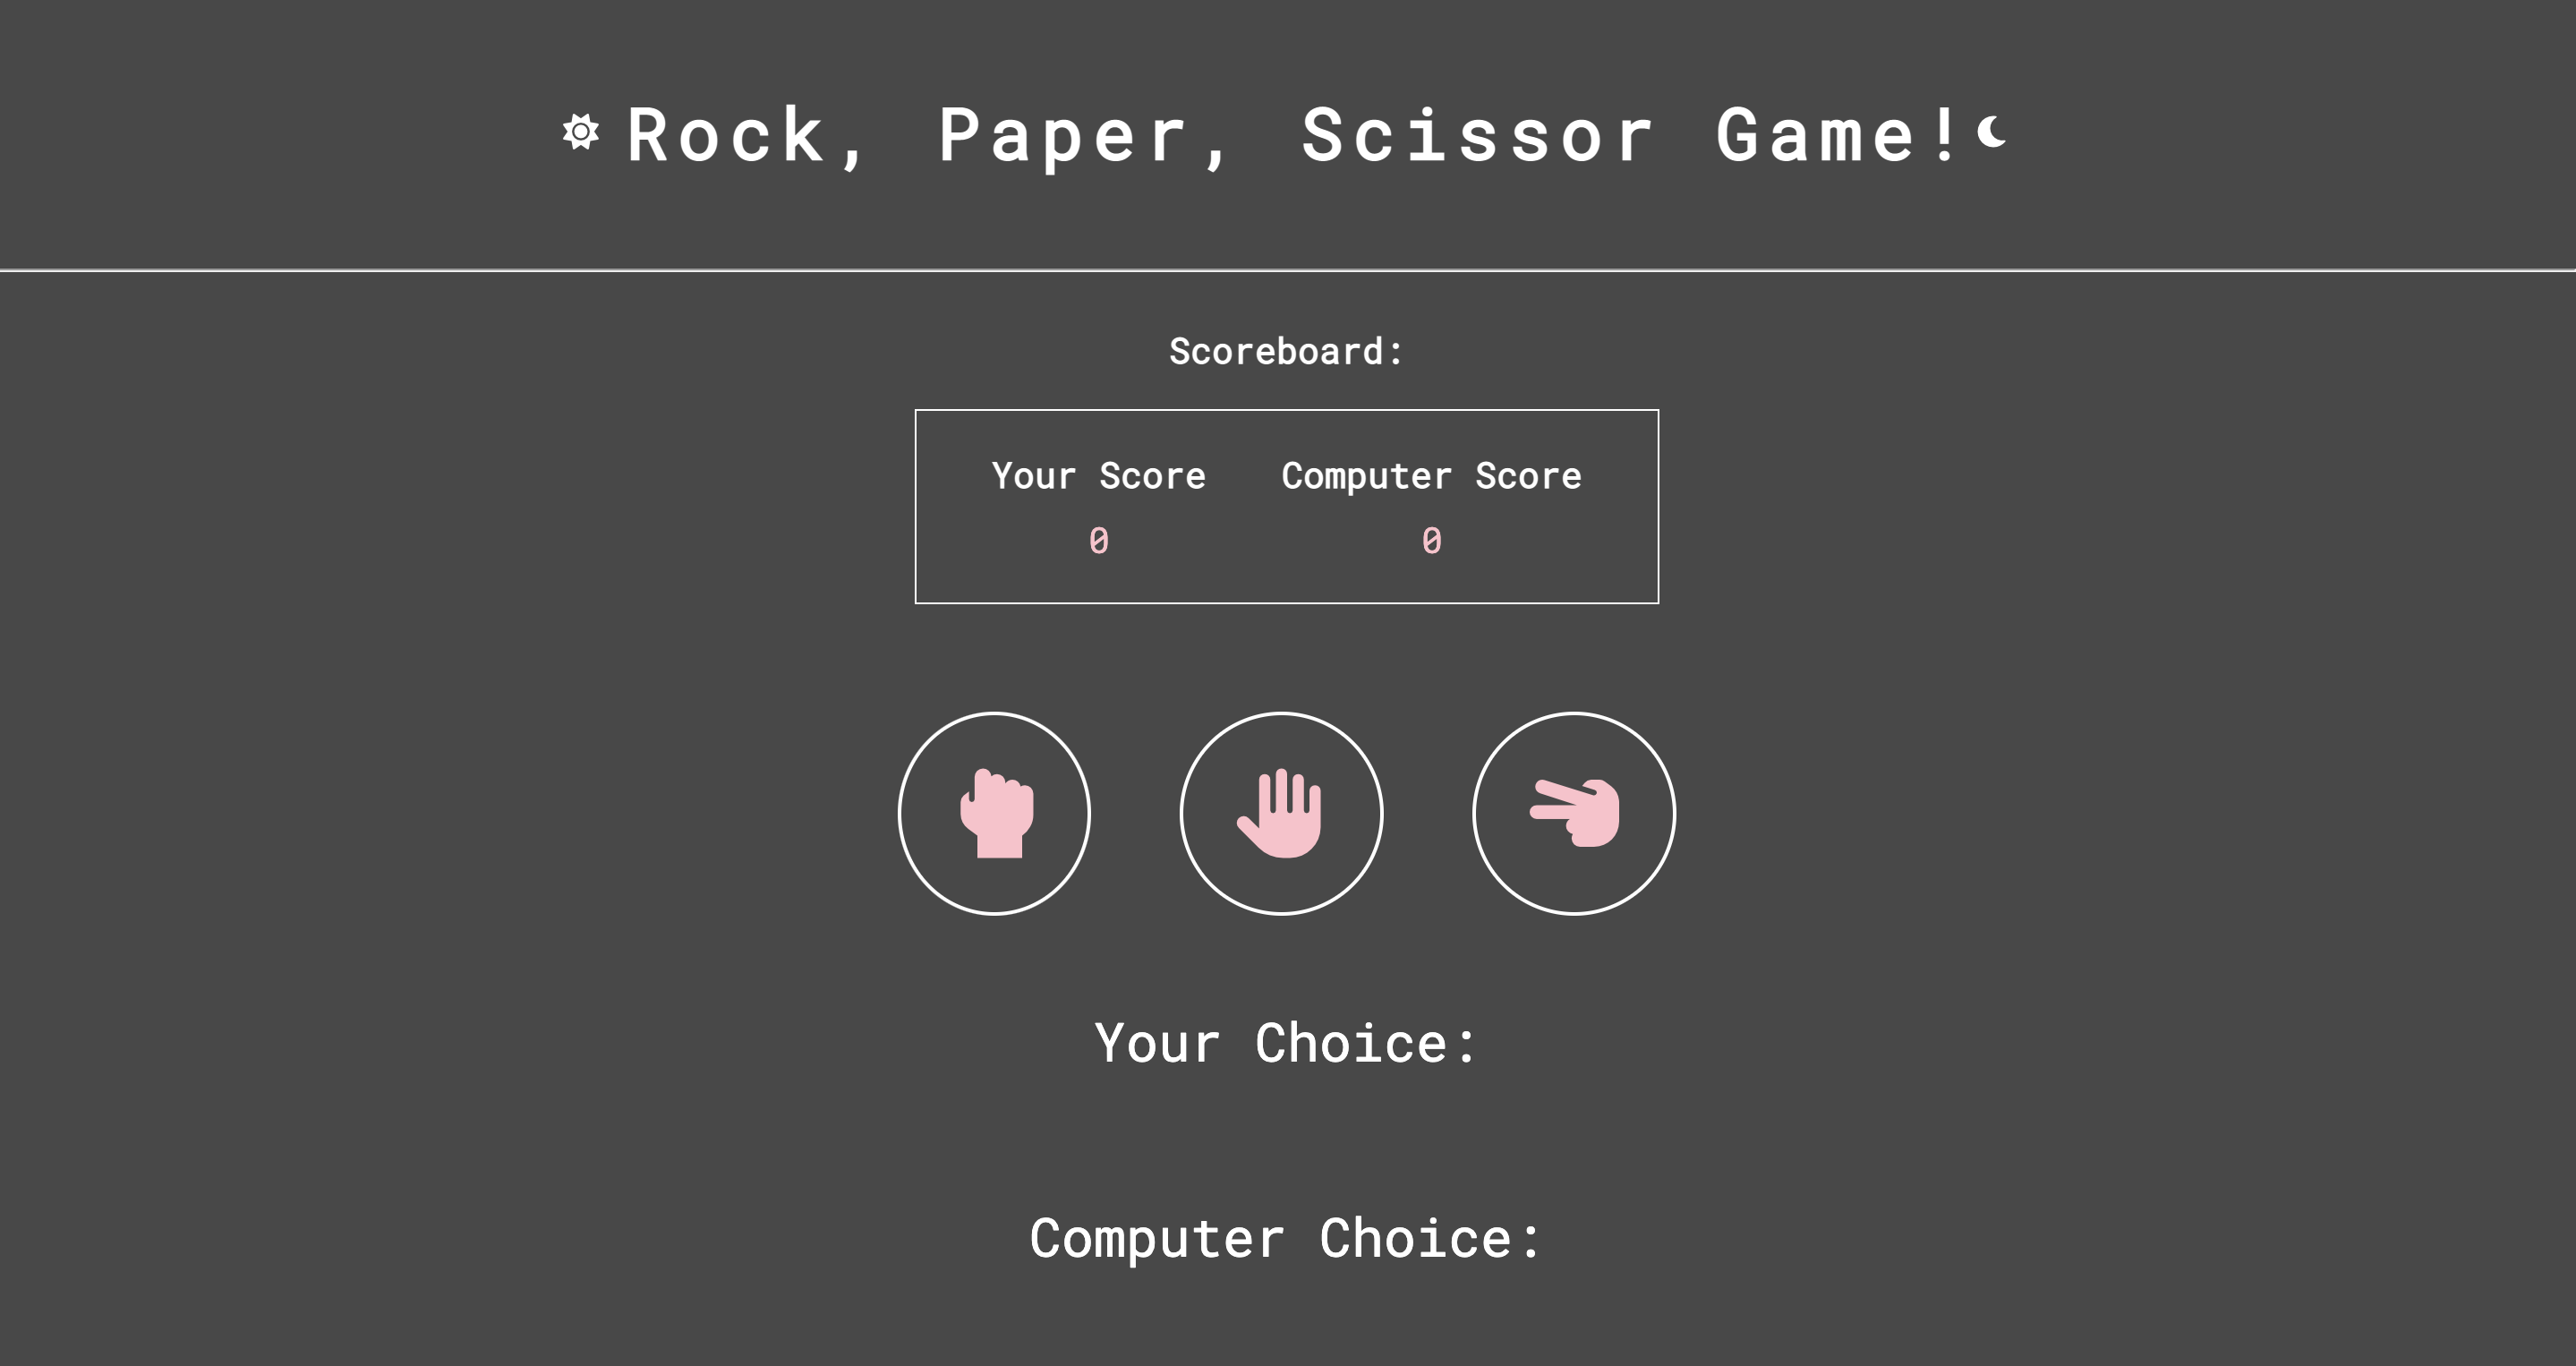 Rock, Paper, Scissor Game!
Scoreboard:
Your Score Computer Score
0 0
Your Choice:
Computer Choice: